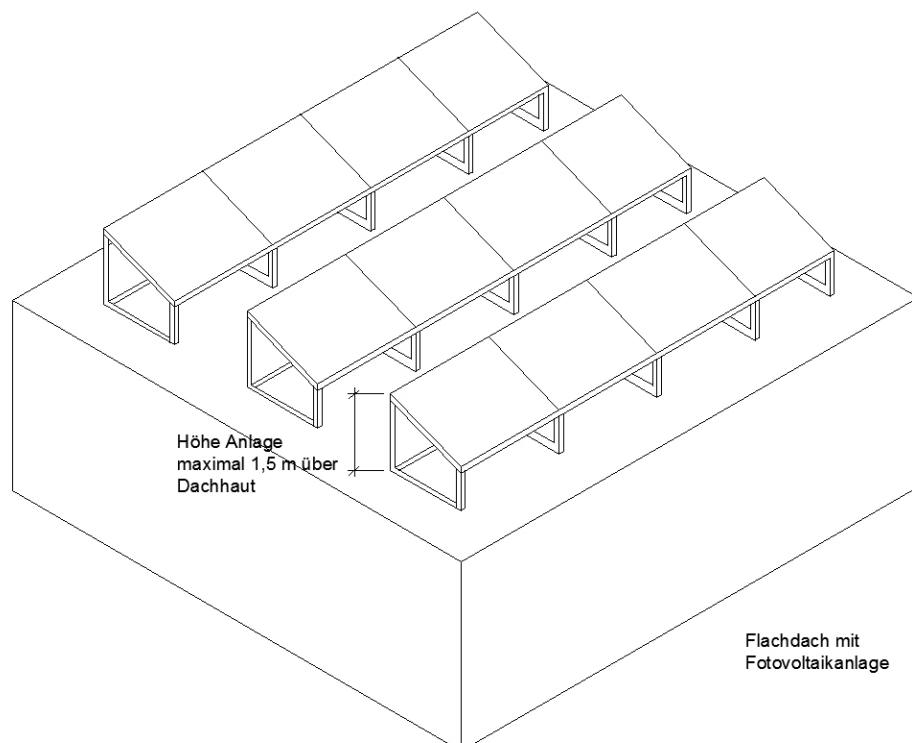 Höhe Anlage
maximal 1,5 m über
Dachhaut
Flachdach mit
Fotovoltaikanlage